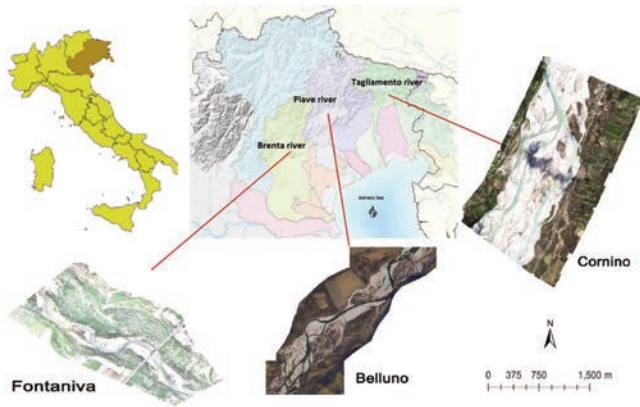 Tagliamento river
Piave river
Brenta river
Adriatic Sea
Cornino
Fontaniva
Belluno
N
0 375 750 1,500 m